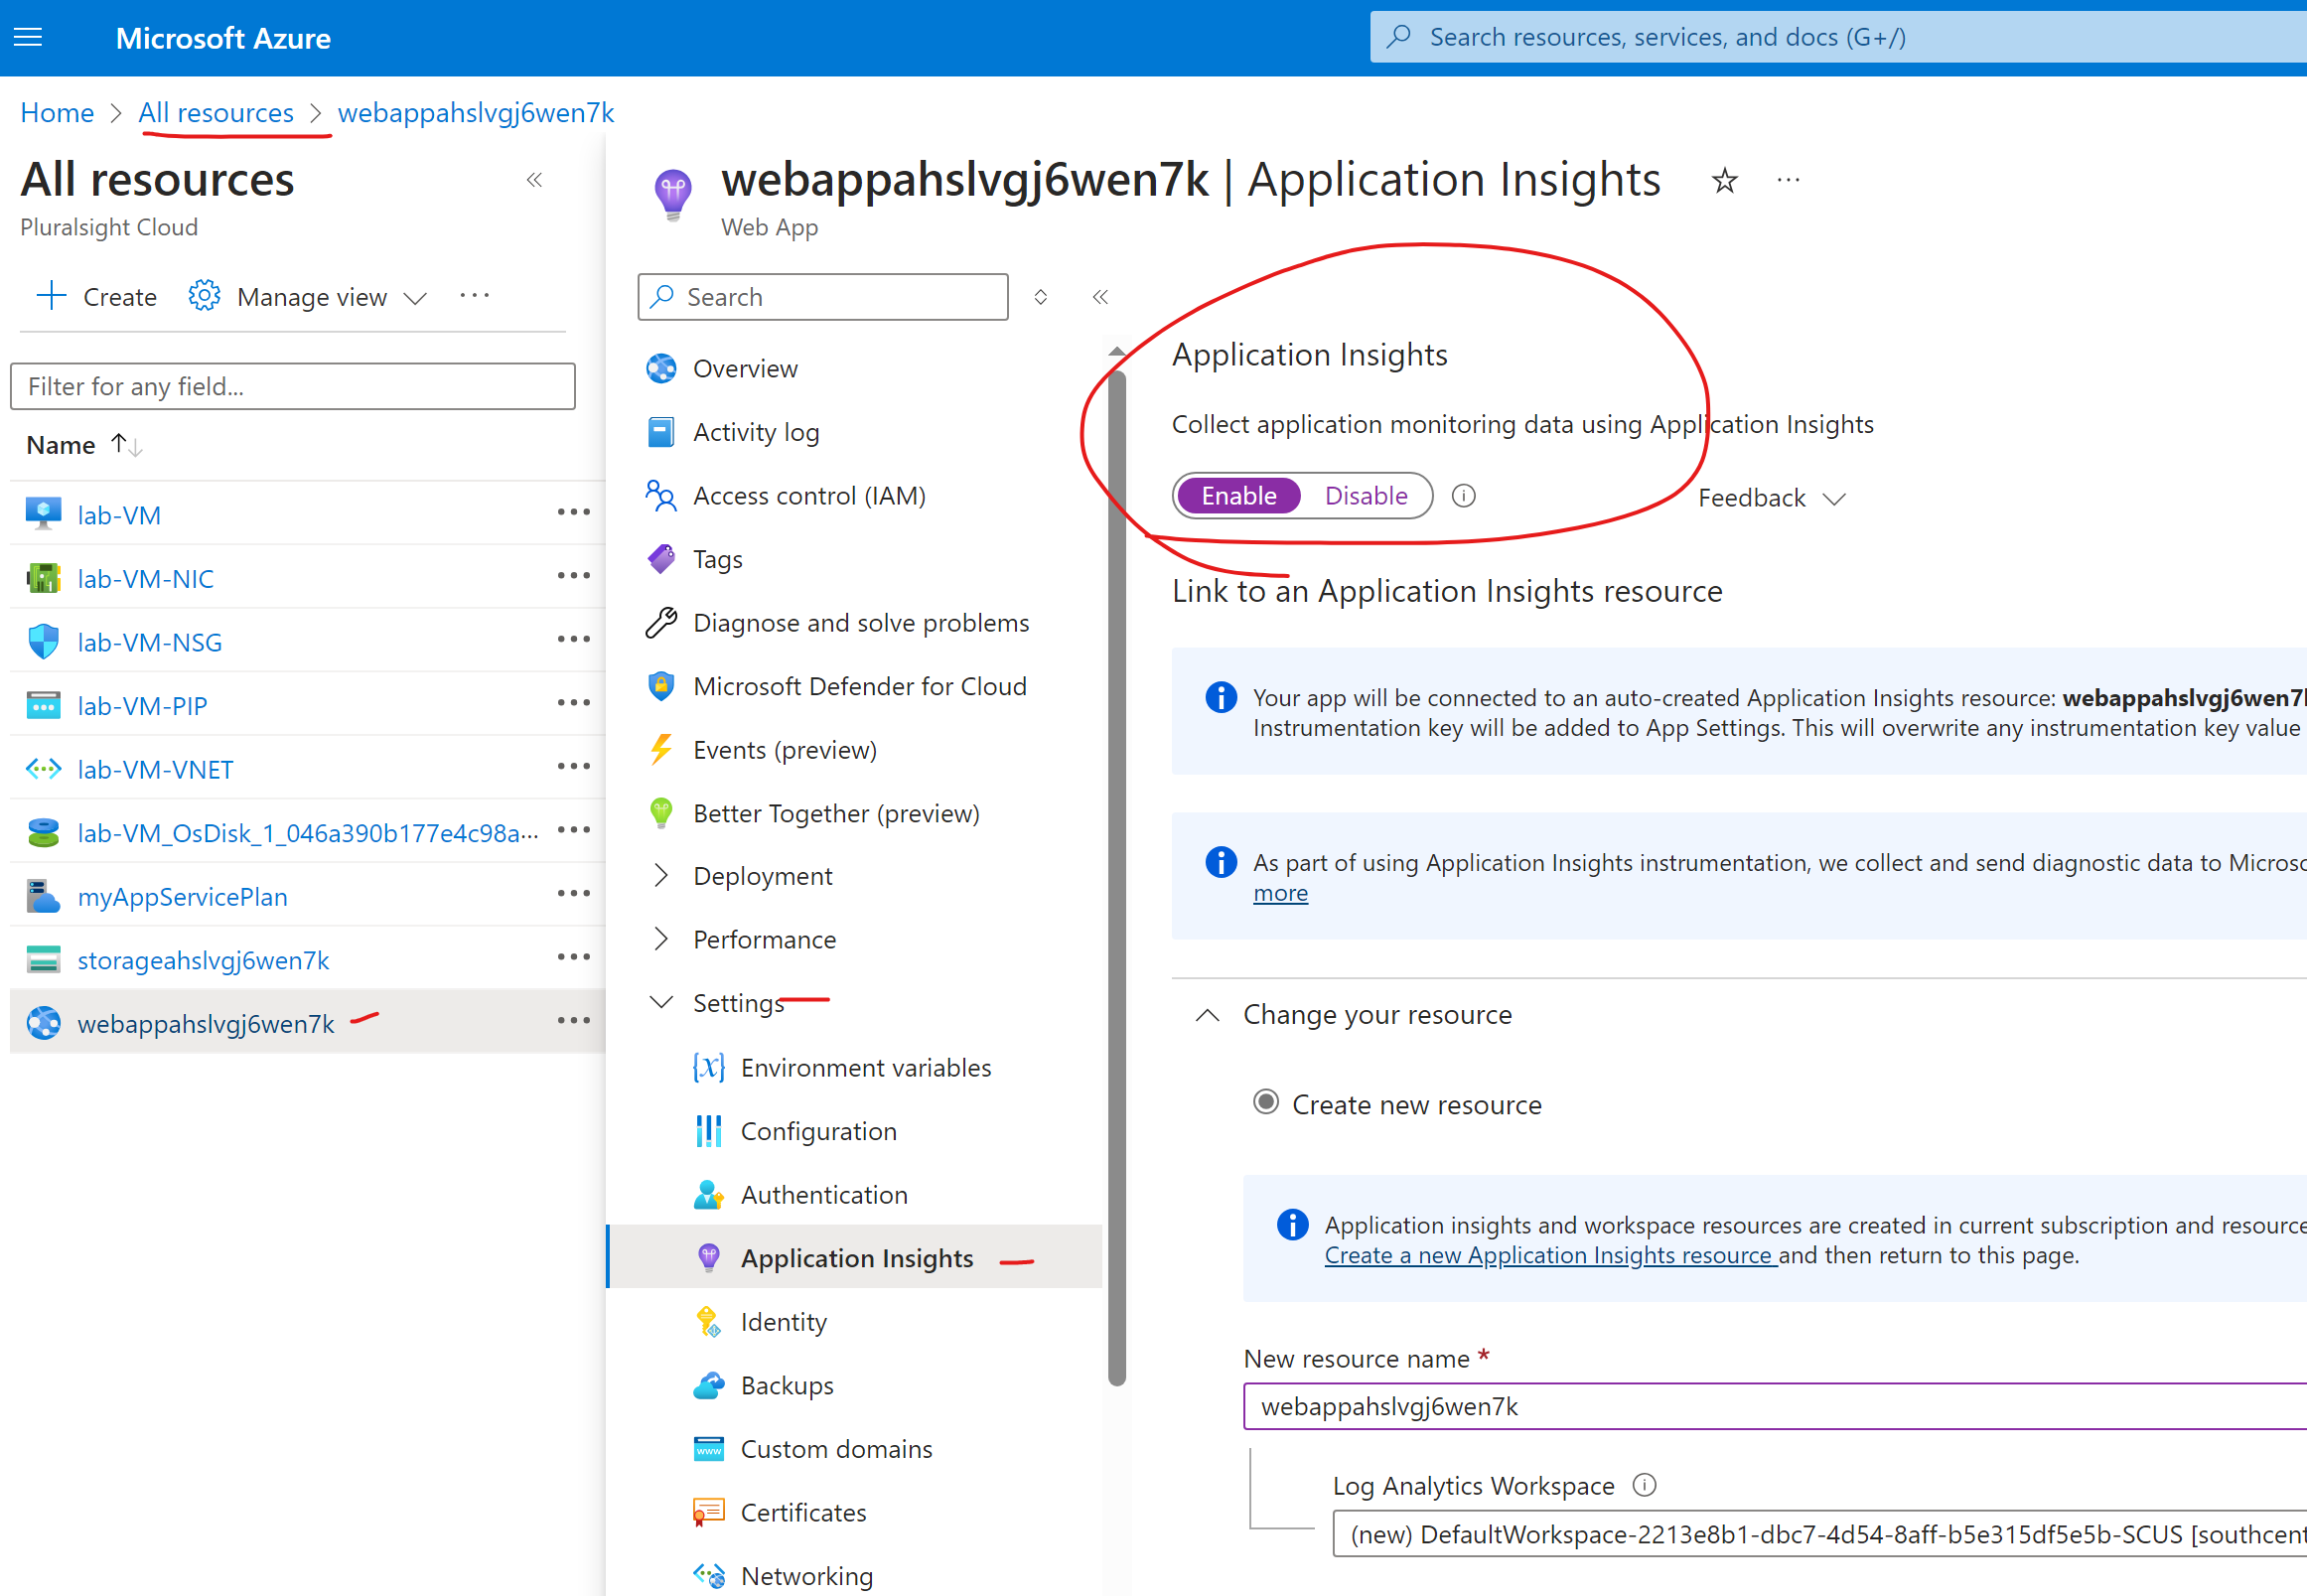 Microsoft Azure
Search resources, services, and docs (G+/)
Home > All resources > webappahslvgj6wen7k
All resources
Pluralsight Cloud
Create
Manage view
Filter for any field...
Name
lab-VM
lab-VM-NIC
lab-VM-NSG
lab-VM-PIP
lab-VM-VNET
lab-VM_OsDisk_1_046a390b177e4c98a...
myAppServicePlan
storageahslvgj6wen7k
webappahslvgj6wen7k
webappahslvgj6wen7k | Application Insights
Web App
Search
Overview
Activity log
Access control (IAM)
Tags
Diagnose and solve problems
Microsoft Defender for Cloud
Events (preview)
Better Together (preview)
Deployment
Performance
Settings
Environment variables
Configuration
Authentication
Application Insights
Identity
Backups
Custom domains
Certificates
Networking
Application Insights
Collect application monitoring data using Application Insights
Enable Disable
Feedback
Link to an Application Insights resource
Your app will be connected to an auto-created Application Insights resource: webappahslvgj6wen7
Instrumentation key will be added to App Settings. This will overwrite any instrumentation key value
As part of using Application Insights instrumentation, we collect and send diagnostic data to Microso
more
Change your resource
Create new resource
Application insights and workspace resources are created in current subscription and resource
Create a new Application Insights resource and then return to this page.
New resource name *
webappahslvgj6wen7k
Log Analytics Workspace
(new) DefaultWorkspace-2213e8b1-dbc7-4d54-8aff-b5e315df5e5b-SCUS [southcent